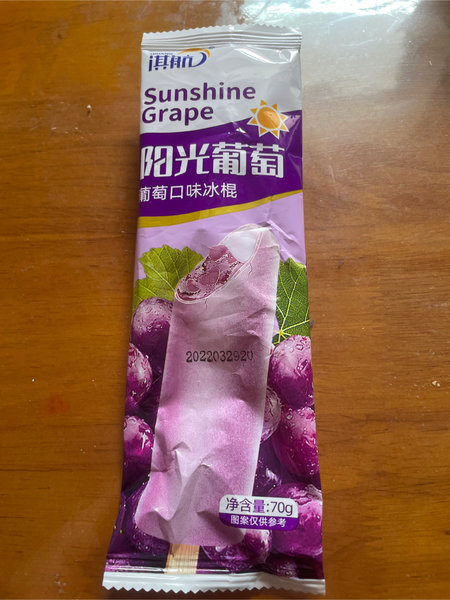 淇航
Sunshine
Grape
阳光葡萄
葡萄口味冰棍
2022032920
净含量:70g
图案仅供参考